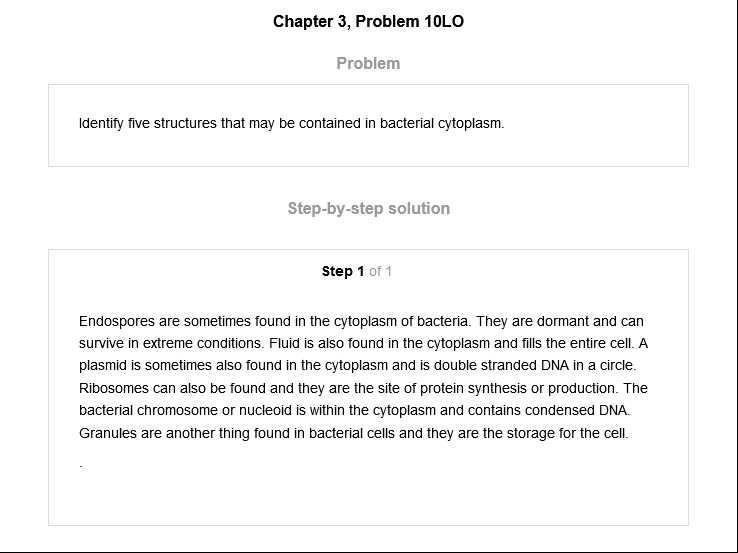 Chapter 3, Problem 10LO
Problem
Identify five structures that may be contained in bacterial cytoplasm.
Step-by-step solution
Step 1 of 1
Endospores are sometimes found in the cytoplasm of bacteria. They are dormant and can
survive in extreme conditions. Fluid is also found in the cytoplasm and fills the entire cell. A
plasmid is sometimes also found in the cytoplasm and is double stranded DNA in a circle.
Ribosomes can also be found and they are the site of protein synthesis or production. The
bacterial chromosome or nucleoid is within the cytoplasm and contains condensed DNA.
Granules are another thing found in bacterial cells and they are the storage for the cell.
.